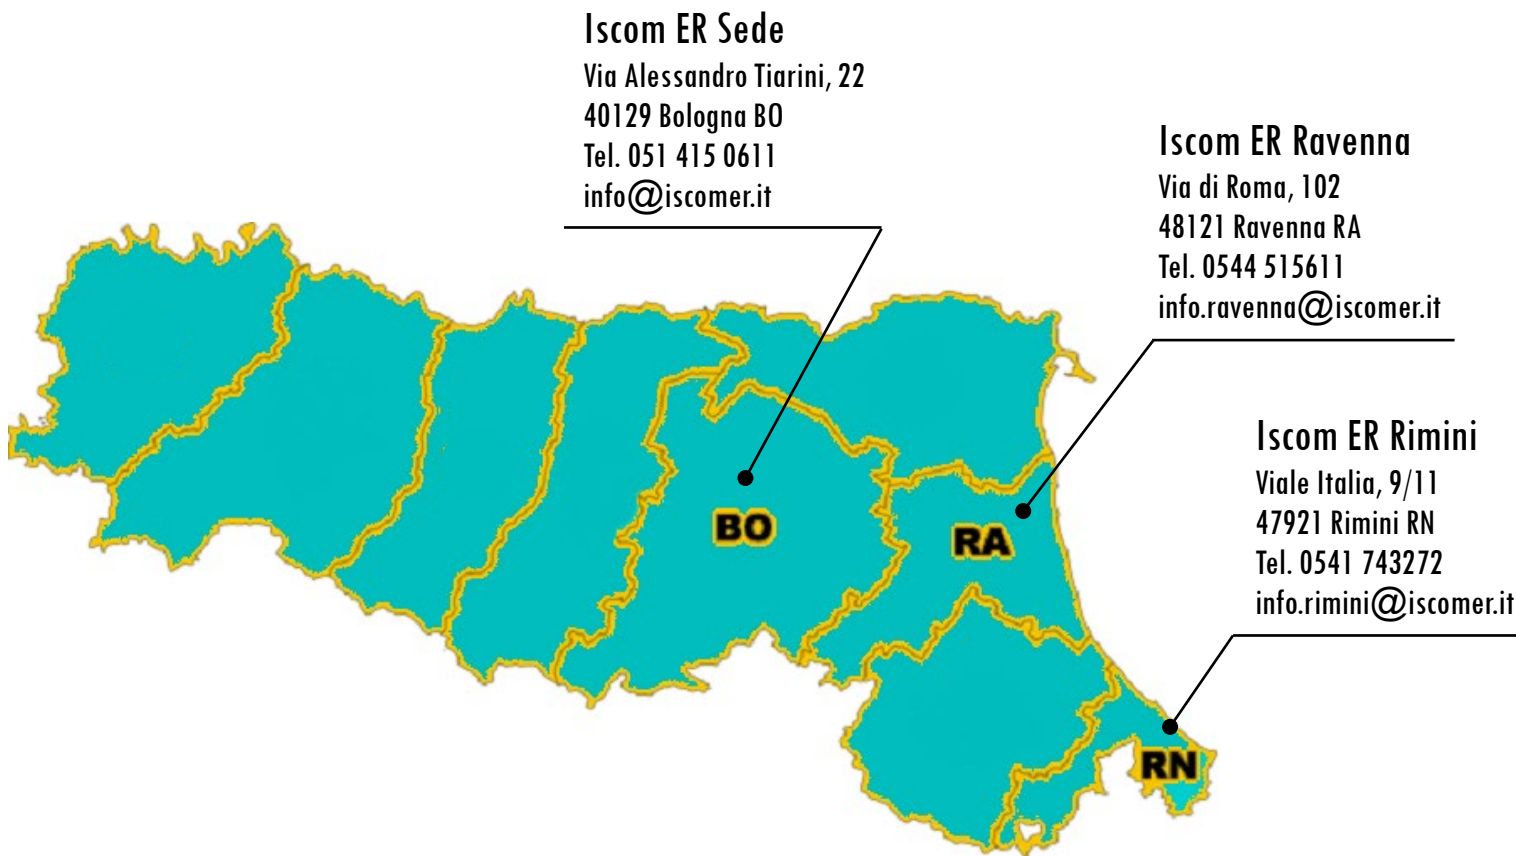 Iscom ER Sede
Via Alessandro Tiarini, 22
40129 Bologna BO
Tel. 051 415 0611
info@iscomer.it
Iscom ER Ravenna
Via di Roma, 102
48121 Ravenna RA
Tel. 0544 515611
info.ravenna@iscomer.it
Iscom ER Rimini
Viale Italia, 9/11
47921 Rimini RN
Tel. 0541 743272
info.rimini@iscomer.it
BO
RA
RN